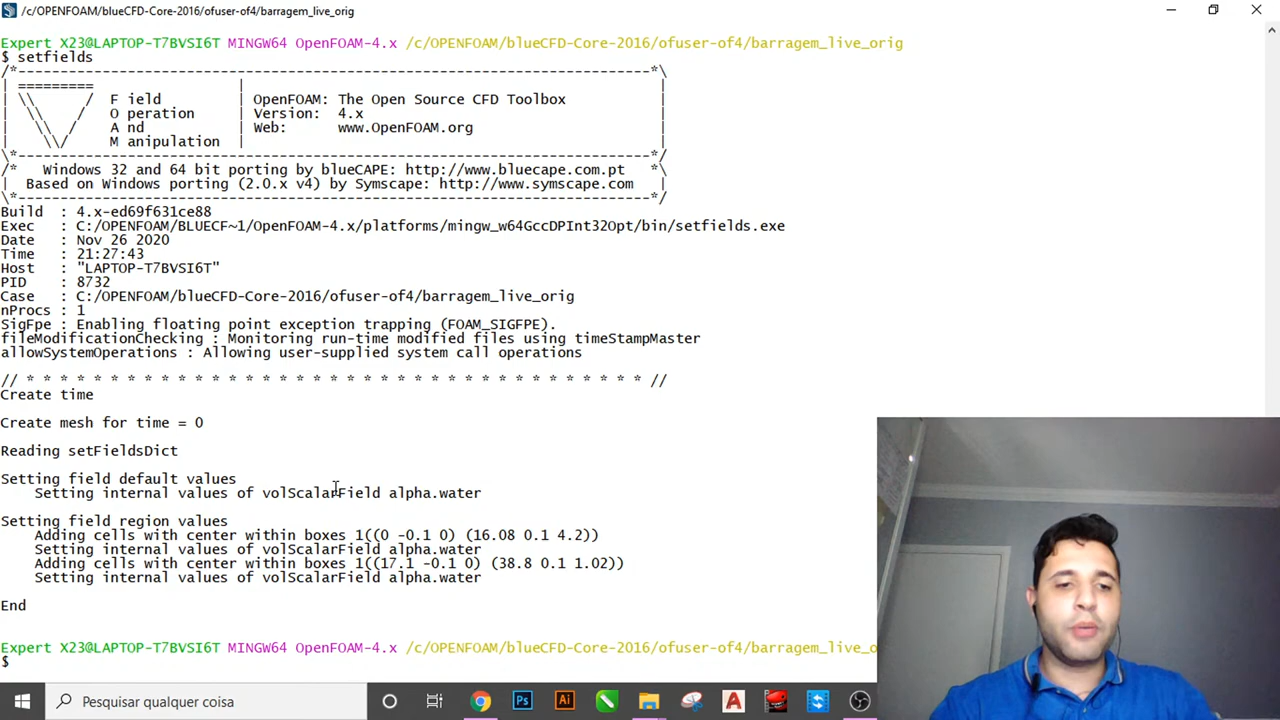 /c/OPENFOAM/blueCFD-Core-2016/ofuser-of4/barragem_live_orig
Expert X23@LAPTOP-T7BVSI6T MINGW64 OpenFOAM-4.x /c/OPENFOAM/blueCFD-Core-2016/ofuser-of4/barragem_live_orig
$ setfields
/*---------------------------------------------------------------------------*\
| =========                 |                                                 |
| \\      /  F ield         | OpenFOAM: The Open Source CFD Toolbox           |
|  \\    /   O peration     | Version:  4.x                                   |
|   \\  /    A nd           | Web:      www.OpenFOAM.org                      |
|    \\/     M anipulation  |                                                 |
\*---------------------------------------------------------------------------*/
/*   Windows 32 and 64 bit porting by blueCAPE: http://www.bluecape.com.pt   *\
|  Based on Windows porting (2.0.x v4) by Symscape: http://www.symscape.com   |
\*---------------------------------------------------------------------------*/
Build  : 4.x-ed69f631ce88
Exec   : C:/OPENFOAM/BLUECF~1/OpenFOAM-4.x/platforms/mingw_w64GccDPInt32Opt/bin/setfields.exe
Date   : Nov 26 2020
Time   : 21:27:43
Host   : "LAPTOP-T7BVSI6T"
PID    : 8732
Case   : C:/OPENFOAM/blueCFD-Core-2016/ofuser-of4/barragem_live_orig
nProcs : 1
SigFpe : Enabling floating point exception trapping (FOAM_SIGFPE).
fileModificationChecking : Monitoring run-time modified files using timeStampMaster
allowSystemOperations : Allowing user-supplied system call operations
// * * * * * * * * * * * * * * * * * * * * * * * * * * * * * * * * * * * * * //
Create time
Create mesh for time = 0
Reading setFieldsDict
Setting field default values
    Setting internal values of volScalarField alpha.water
Setting field region values
    Adding cells with center within boxes 1((0 -0.1 0) (16.08 0.1 4.2))
    Setting internal values of volScalarField alpha.water
    Adding cells with center within boxes 1((17.1 -0.1 0) (38.8 0.1 1.02))
    Setting internal values of volScalarField alpha.water
End
Expert X23@LAPTOP-T7BVSI6T MINGW64 OpenFOAM-4.x /c/OPENFOAM/blueCFD-Core-2016/ofuser-of4/barragem_live_o
$
Pesquisar qualquer coisa
Ps
Ai
A